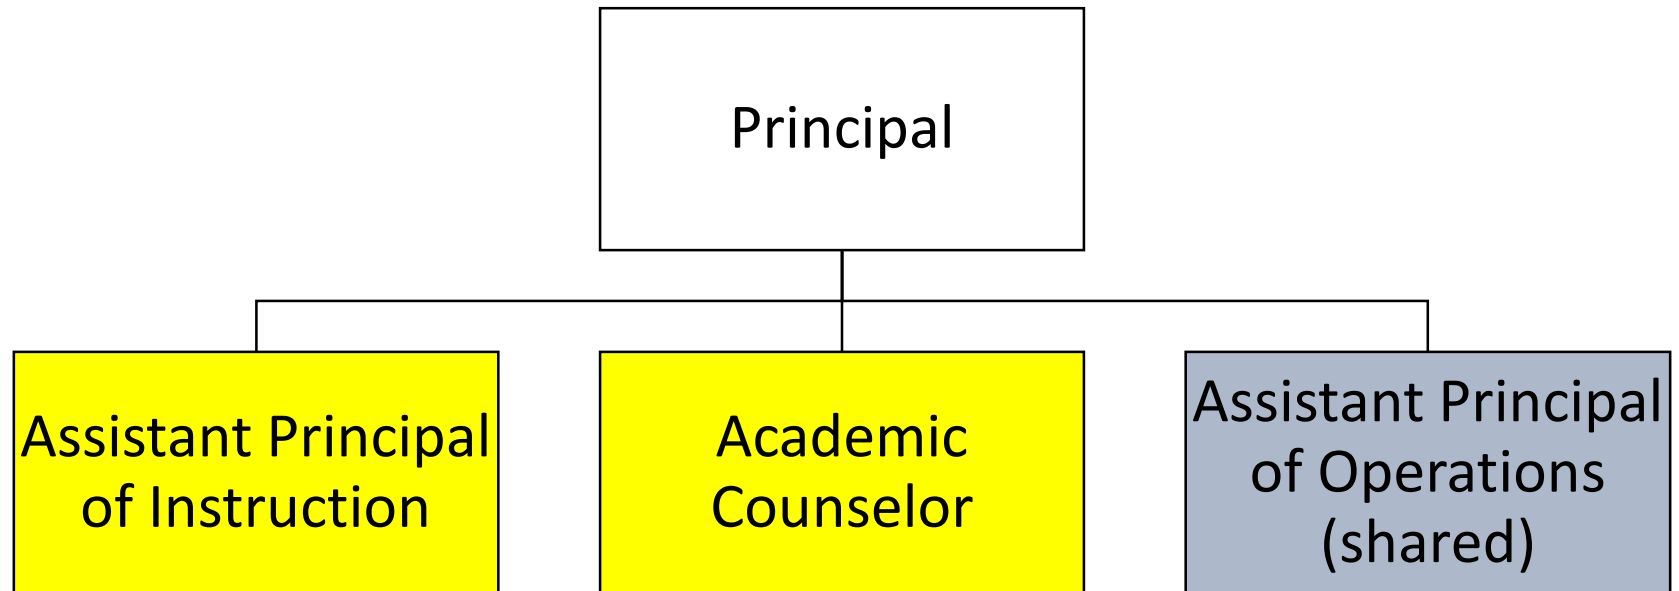 Principal
Assistant Principal
of Instruction
Academic
Counselor
Assistant Principal
of Operations
(shared)